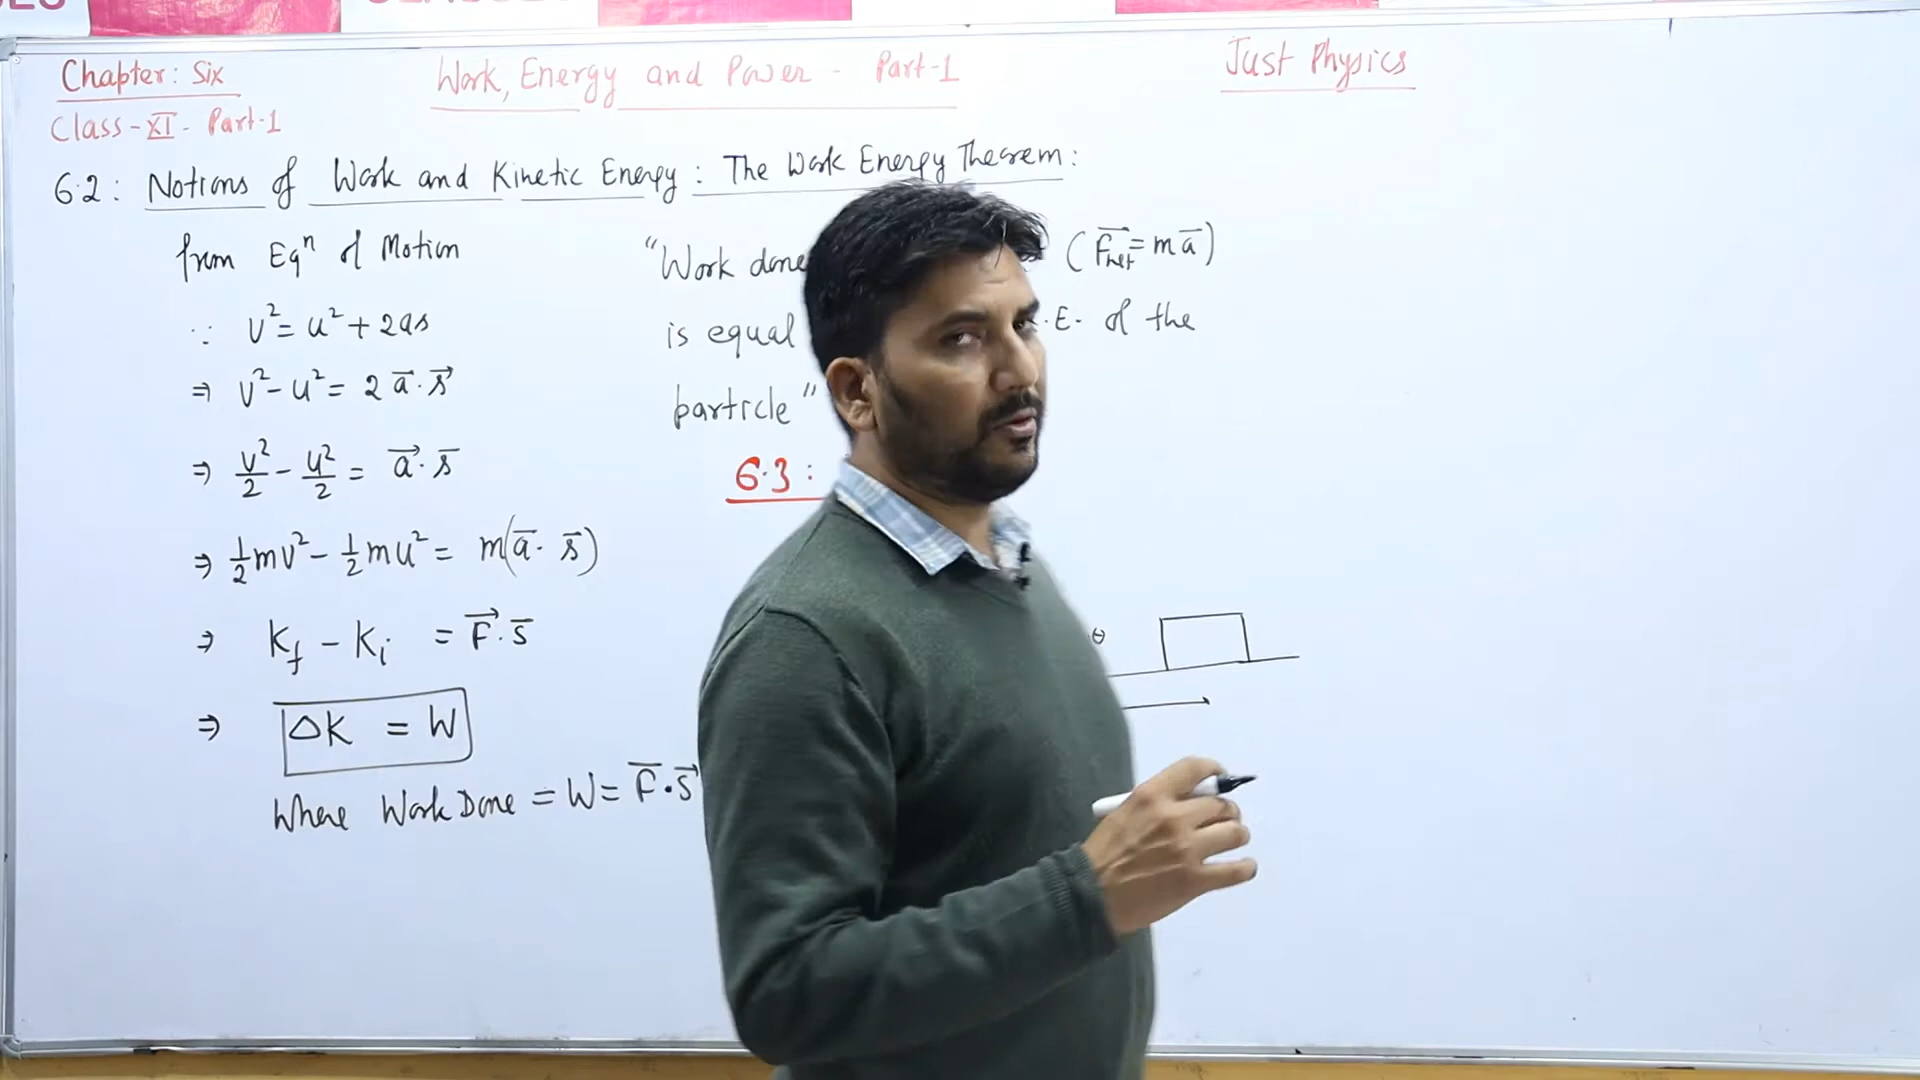 Chapter: Six
Work, Energy and Power - Part-1
Just Physics
Class-XI- Part-1
6.2: Notions of Work and Kinetic Energy: The Work Energy Theorem:
from Eqⁿ of Motion
∵ V² = u² + 2as
⇒ V² - u² = 2 a⃗ . s⃗
⇒ V²/2 - u²/2 = a⃗ . s̅
⇒ ½mv² - ½mu² = m(a̅ . s̅)
⇒ K_f - K_i = F⃗ . s̅
⇒ ΔK = W
Where Work Done = W = F̅ . s⃗
"Work done (F⃗_net = m a̅)
is equal .E. of the
particle"
6.3:
θ